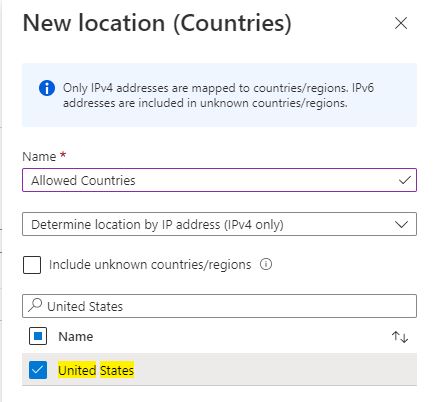 New location (Countries)
Only IPv4 addresses are mapped to countries/regions. IPv6
addresses are included in unknown countries/regions.
Name *
Allowed Countries
Determine location by IP address (IPv4 only)
Include unknown countries/regions
United States
Name
United States